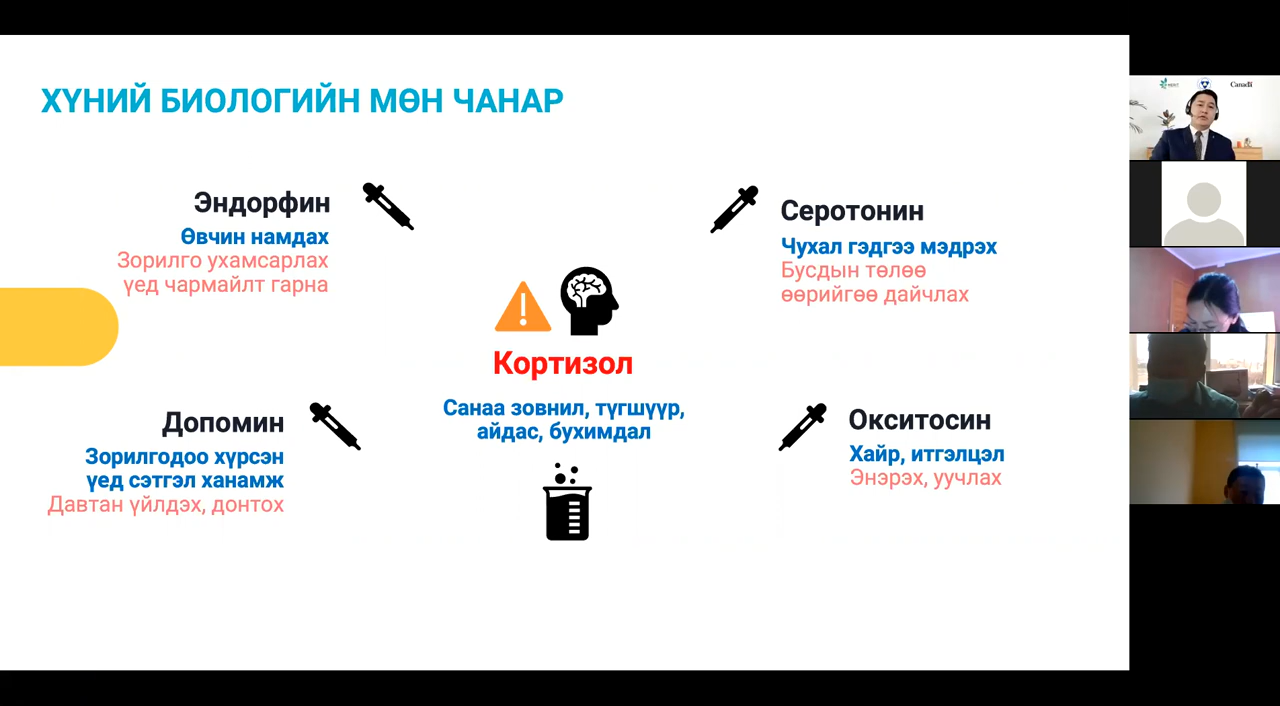 ХҮНИЙ БИОЛОГИЙН МӨН ЧАНАР
Эндорфин
Өвчин намдах
Зорилго ухамсарлах
үед чармайлт гарна
Серотонин
Чухал гэдгээ мэдрэх
Бусдын төлөө
өөрийгөө дайчлах
Кортизол
Санаа зовнил, түгшүүр,
айдас, бухимдал
Допомин
Зорилгодоо хүрсэн
үед сэтгэл ханамж
Давтан үйлдэх, донтох
Окситосин
Хайр, итгэлцэл
Энэрэх, уучлах
Canada